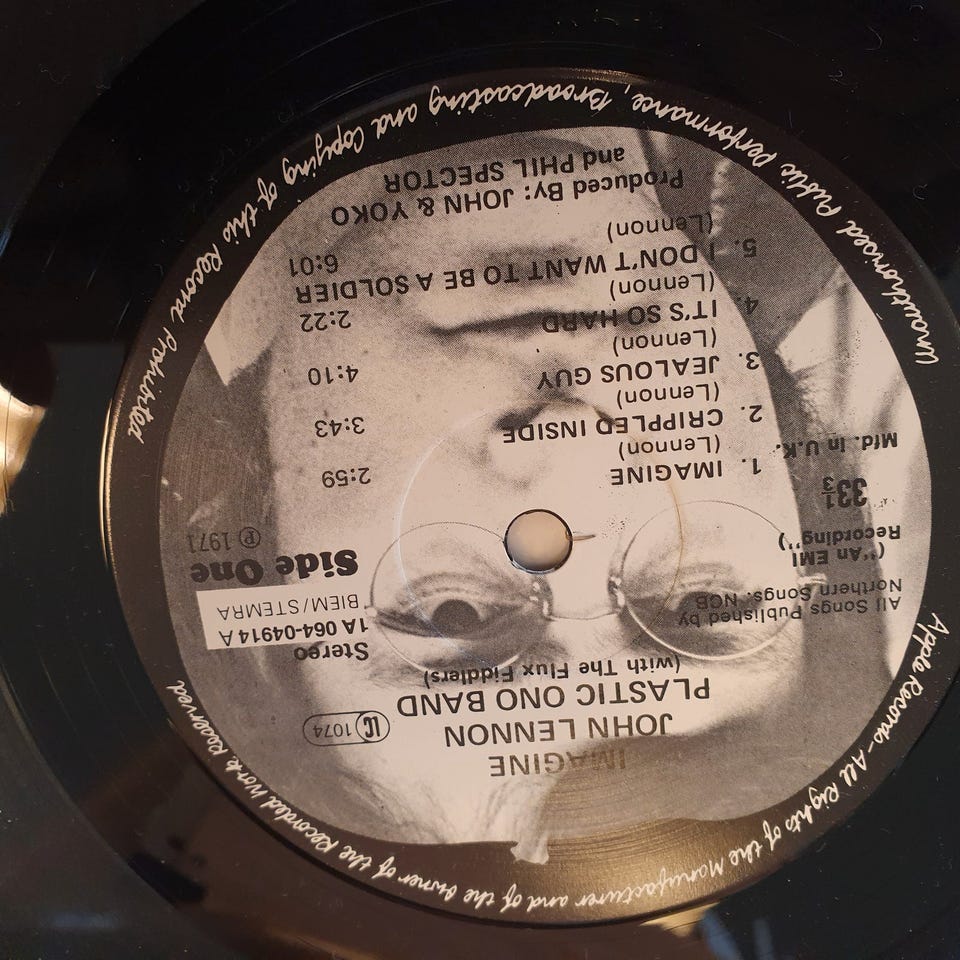 IMAGINE
JOHN LENNON
PLASTIC ONO BAND
(with The Flux Fiddlers)
LC 1074
Stereo
1A 064-04914 A
BIEM/STEMRA
Side One
Ⓟ 1971
All Songs Published by
Northern Songs. NCB
("An EMI
Recording")
33 1/3
Mfd. In U.K.
1. IMAGINE 2:59
(Lennon)
2. CRIPPLED INSIDE 3:43
(Lennon)
3. JEALOUS GUY 4:10
(Lennon)
4. IT'S SO HARD 2:22
(Lennon)
5. I DON'T WANT TO BE A SOLDIER 6:01
(Lennon)
Produced By: JOHN & YOKO
and PHIL SPECTOR
Apple Records-All Rights of the Manufacturer and of the Owner of the Recorded Work Reserved
Unauthorised Public Performance, Broadcasting and Copying of this Record Prohibited